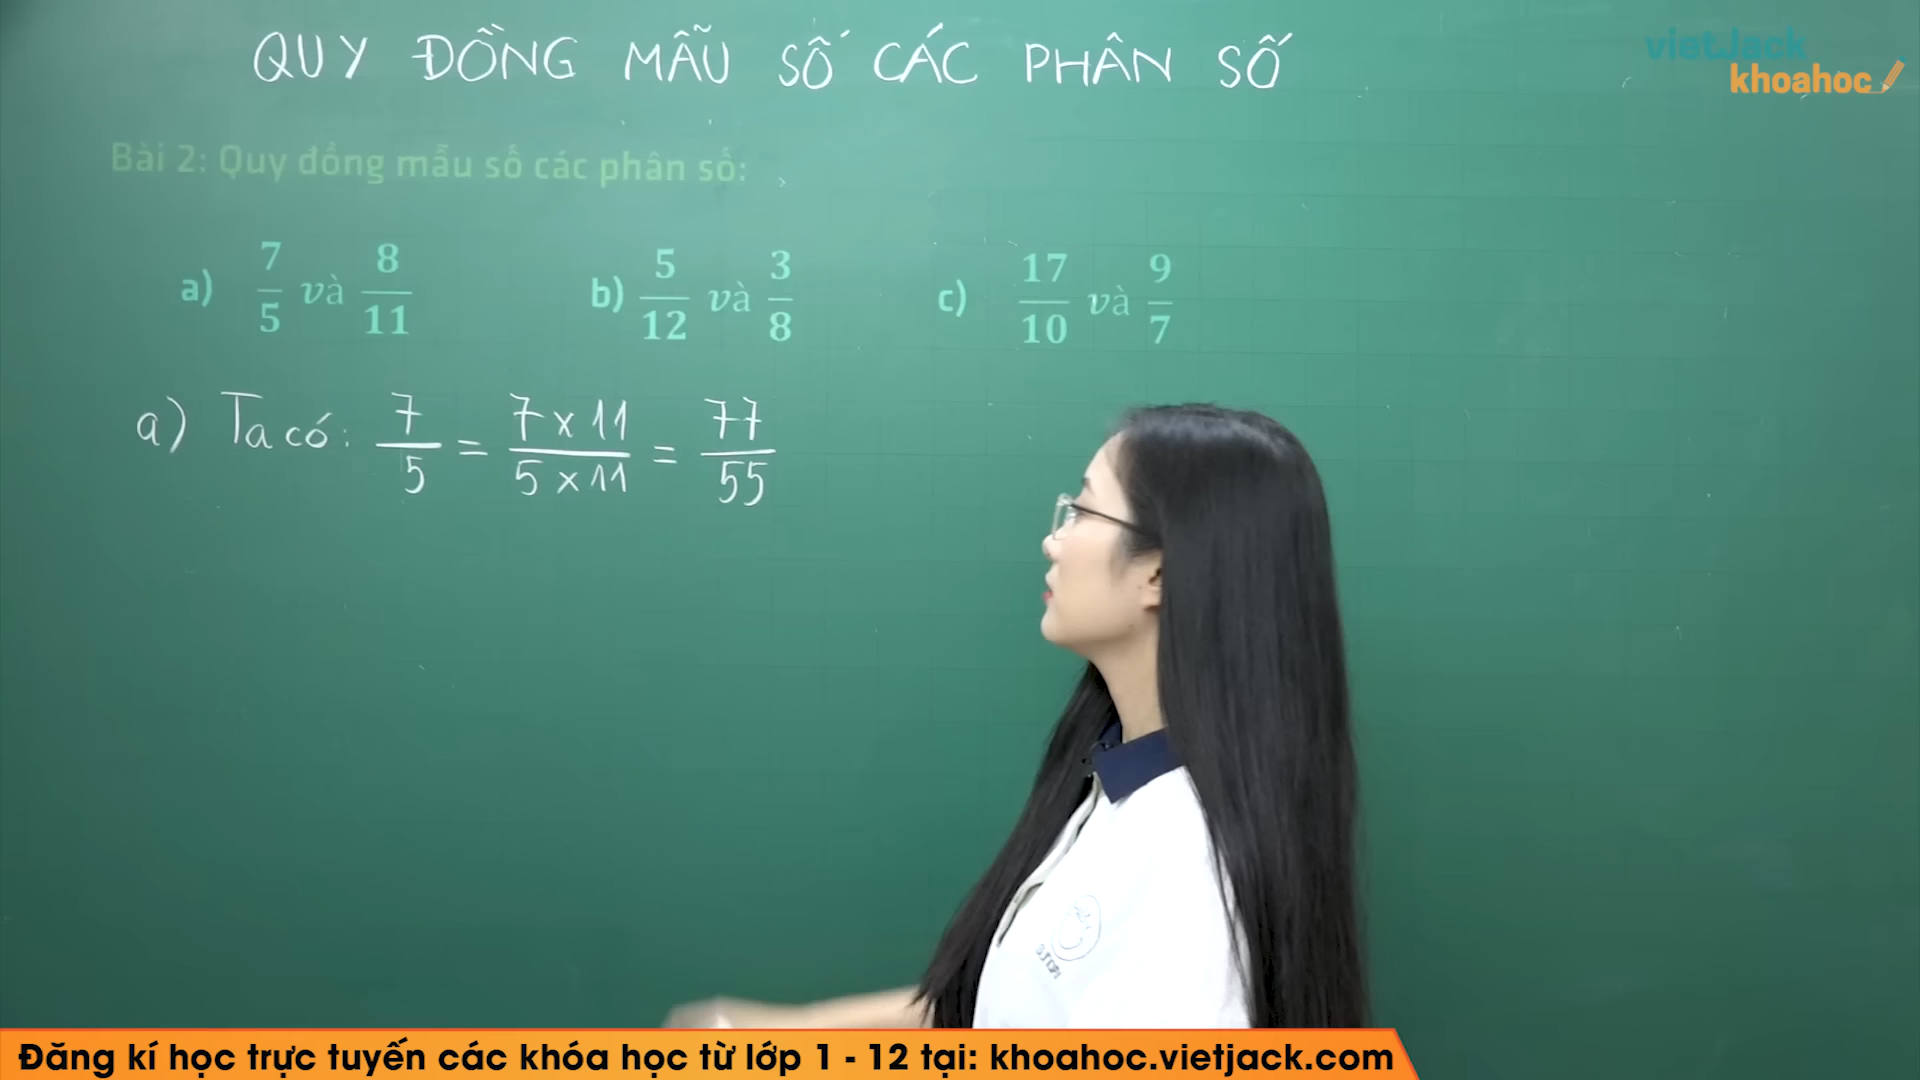 QUY ĐỒNG MẪU SỐ CÁC PHÂN SỐ
vietJack
khoahoc
Bài 2: Quy đồng mẫu số các phân số:
a) 7/5 và 8/11 b) 5/12 và 3/8 c) 17/10 và 9/7
a) Ta có: 7/5 = 7 x 11/5 x 11 = 77/55
Đăng kí học trực tuyến các khóa học từ lớp 1 - 12 tại: khoahoc.vietjack.com